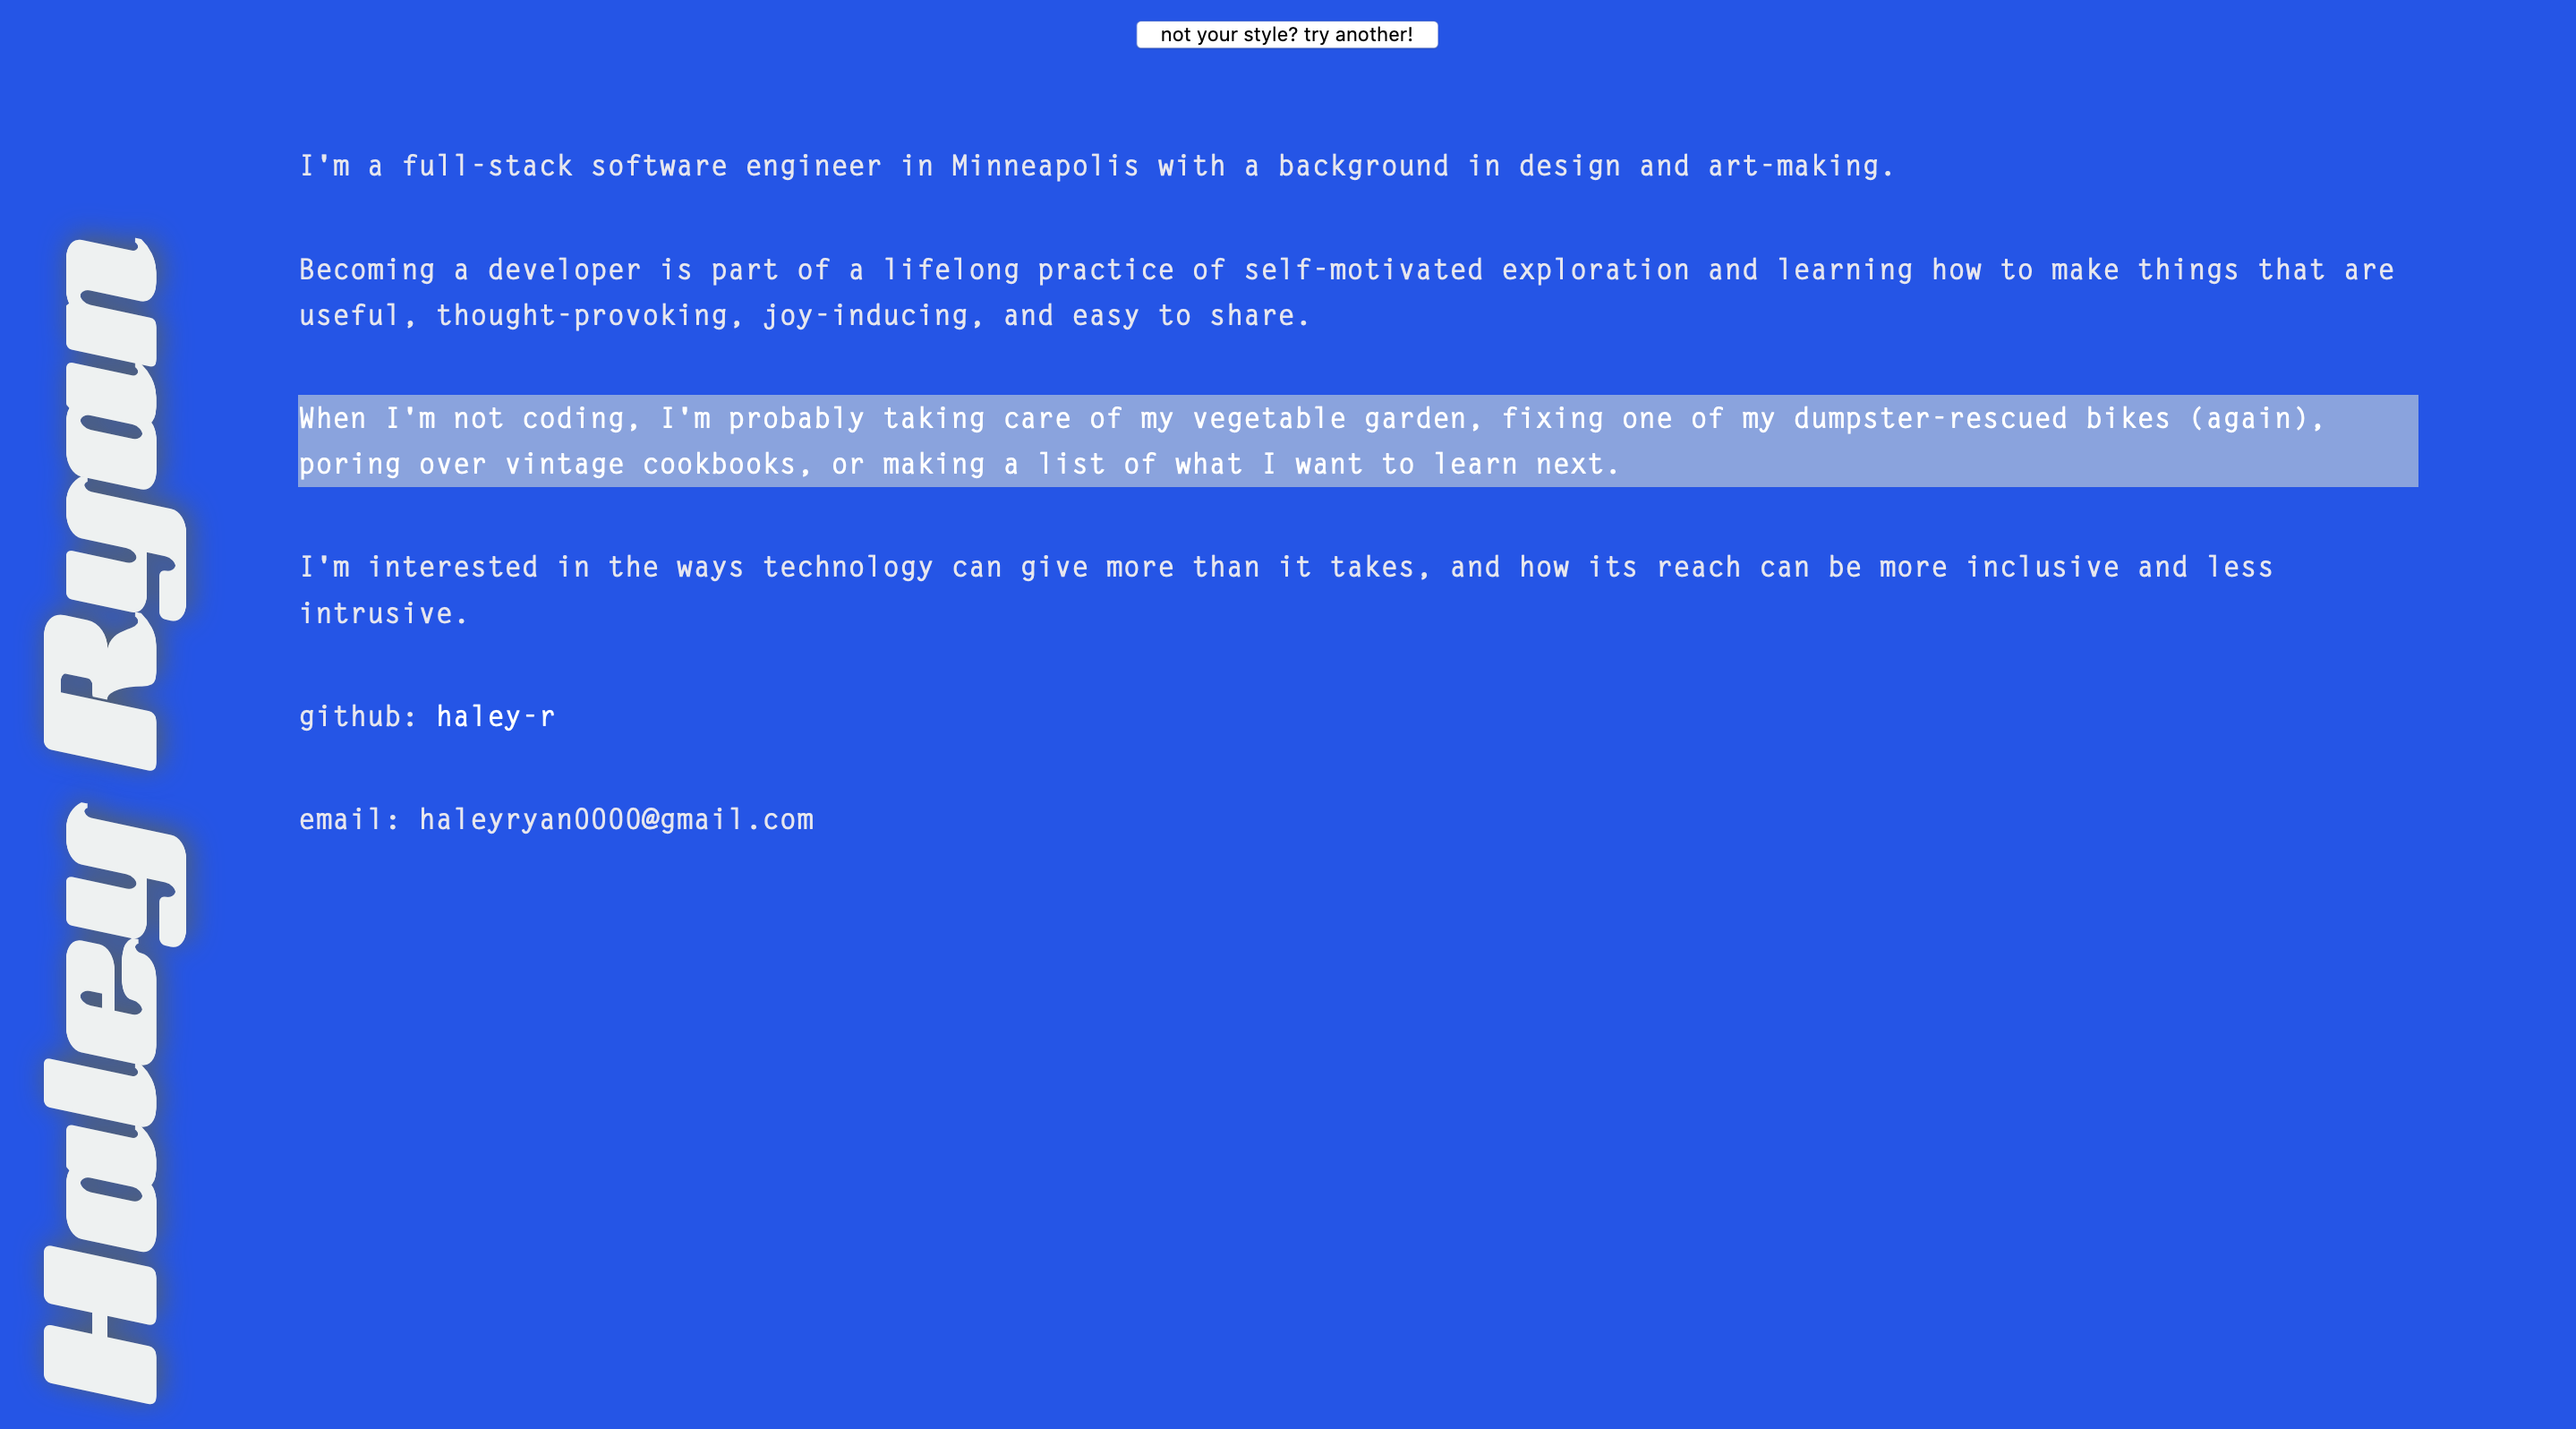 not your style? try another!
Haley Ryan
I'm a full-stack software engineer in Minneapolis with a background in design and art-making.
Becoming a developer is part of a lifelong practice of self-motivated exploration and learning how to make things that are
useful, thought-provoking, joy-inducing, and easy to share.
When I'm not coding, I'm probably taking care of my vegetable garden, fixing one of my dumpster-rescued bikes (again),
poring over vintage cookbooks, or making a list of what I want to learn next.
I'm interested in the ways technology can give more than it takes, and how its reach can be more inclusive and less
intrusive.
github: haley-r
email: haleyryan0000@gmail.com